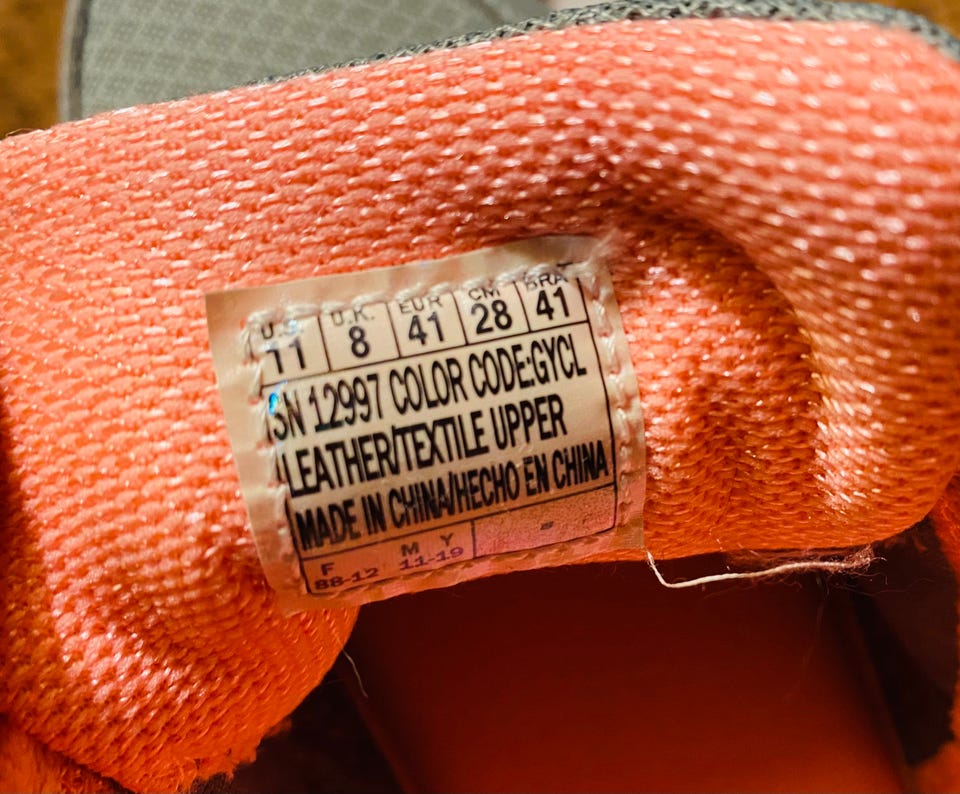 U.S. U.K. EUR CM BRA
11 8 41 28 41
SN 12997 COLOR CODE:GYCL
LEATHER/TEXTILE UPPER
MADE IN CHINA/HECHO EN CHINA
F M Y
88-12 11-19